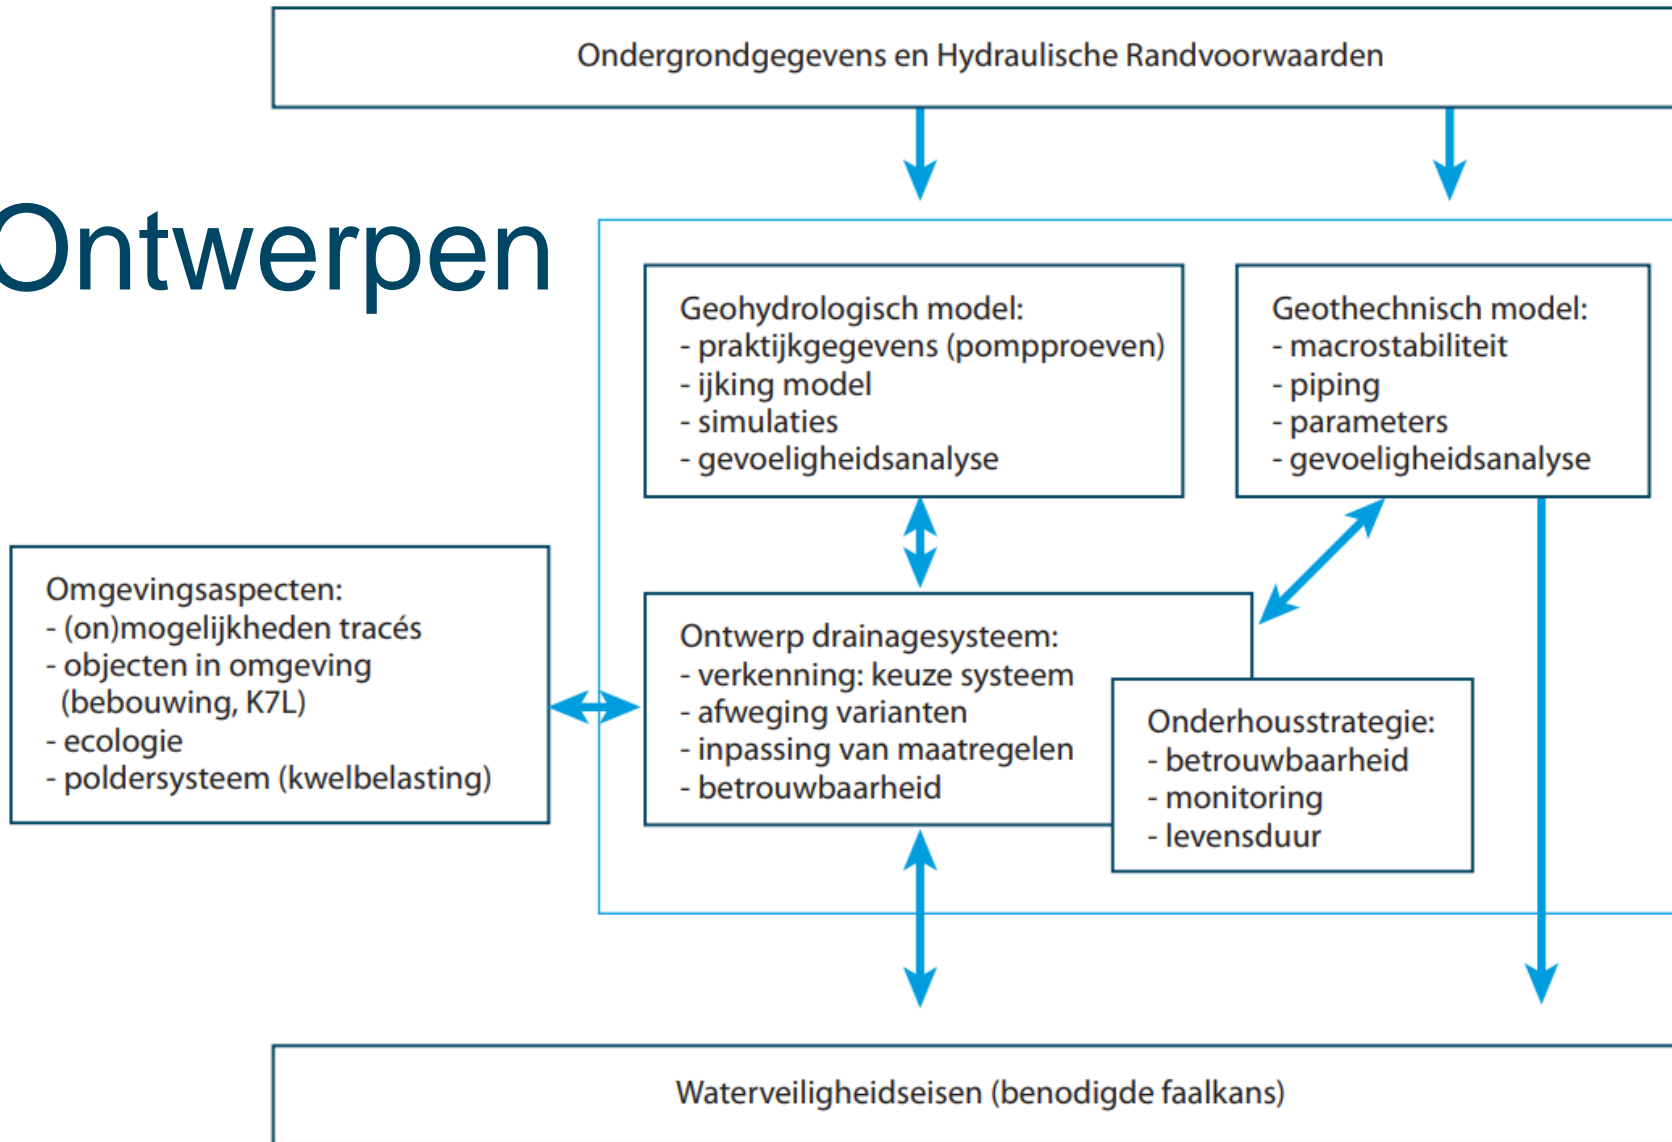 Ondergrondgegevens en Hydraulische Randvoorwaarden
Ontwerpen
Geohydrologisch model:
- praktijkgegevens (pompproeven)
- ijking model
- simulaties
- gevoeligheidsanalyse
Geothechnisch model:
- macrostabiliteit
- piping
- parameters
- gevoeligheidsanalyse
Omgevingsaspecten:
- (on)mogelijkheden tracés
- objecten in omgeving
(bebouwing, K7L)
- ecologie
- poldersysteem (kwelbelasting)
Ontwerp drainagesysteem:
- verkenning: keuze systeem
- afweging varianten
- inpassing van maatregelen
- betrouwbaarheid
Onderhousstrategie:
- betrouwbaarheid
- monitoring
- levensduur
Waterveiligheidseisen (benodigde faalkans)